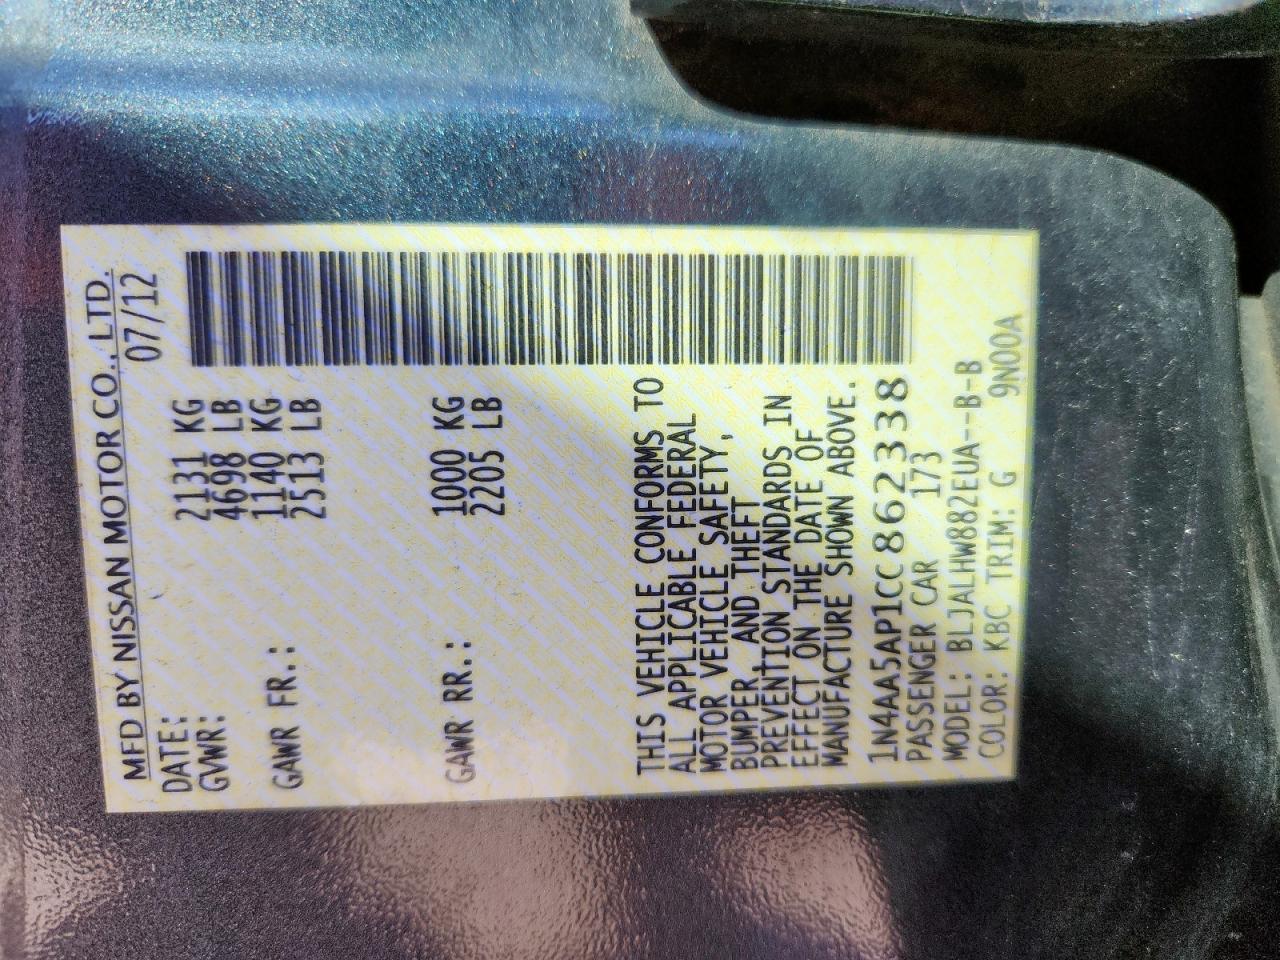 MFD BY NISSAN MOTOR CO., LTD.
DATE: 07/12
GVWR: 2131 KG
4698 LB
GAWR FR.: 1140 KG
2513 LB
GAWR RR.: 1000 KG
2205 LB
THIS VEHICLE CONFORMS TO
ALL APPLICABLE FEDERAL
MOTOR VEHICLE SAFETY,
BUMPER, AND THEFT
PREVENTION STANDARDS IN
EFFECT ON THE DATE OF
MANUFACTURE SHOWN ABOVE.
1N4AA5AP1CC862338
PASSENGER CAR 173
MODEL: BLJALHW882EUA--B-B
COLOR: KBC TRIM: G 9N00A